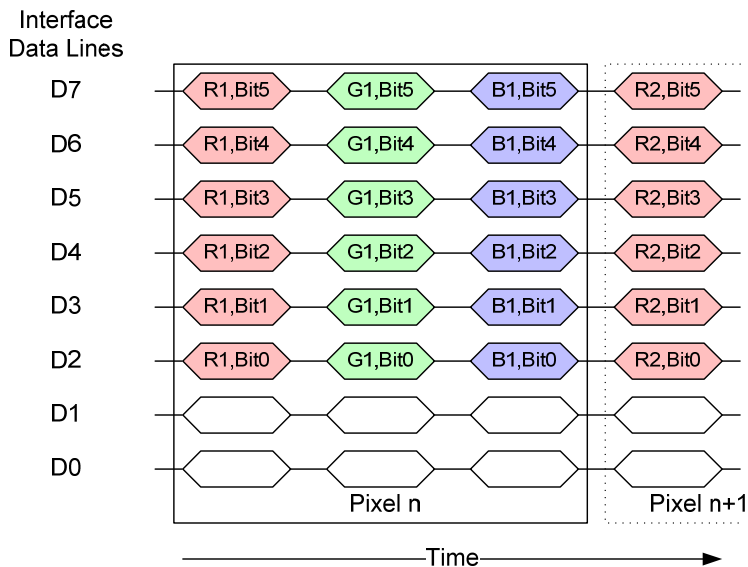 Interface
Data Lines
D7 R1,Bit5 G1,Bit5 B1,Bit5 R2,Bit5
D6 R1,Bit4 G1,Bit4 B1,Bit4 R2,Bit4
D5 R1,Bit3 G1,Bit3 B1,Bit3 R2,Bit3
D4 R1,Bit2 G1,Bit2 B1,Bit2 R2,Bit2
D3 R1,Bit1 G1,Bit1 B1,Bit1 R2,Bit1
D2 R1,Bit0 G1,Bit0 B1,Bit0 R2,Bit0
D1
D0
Pixel n Pixel n+1
Time